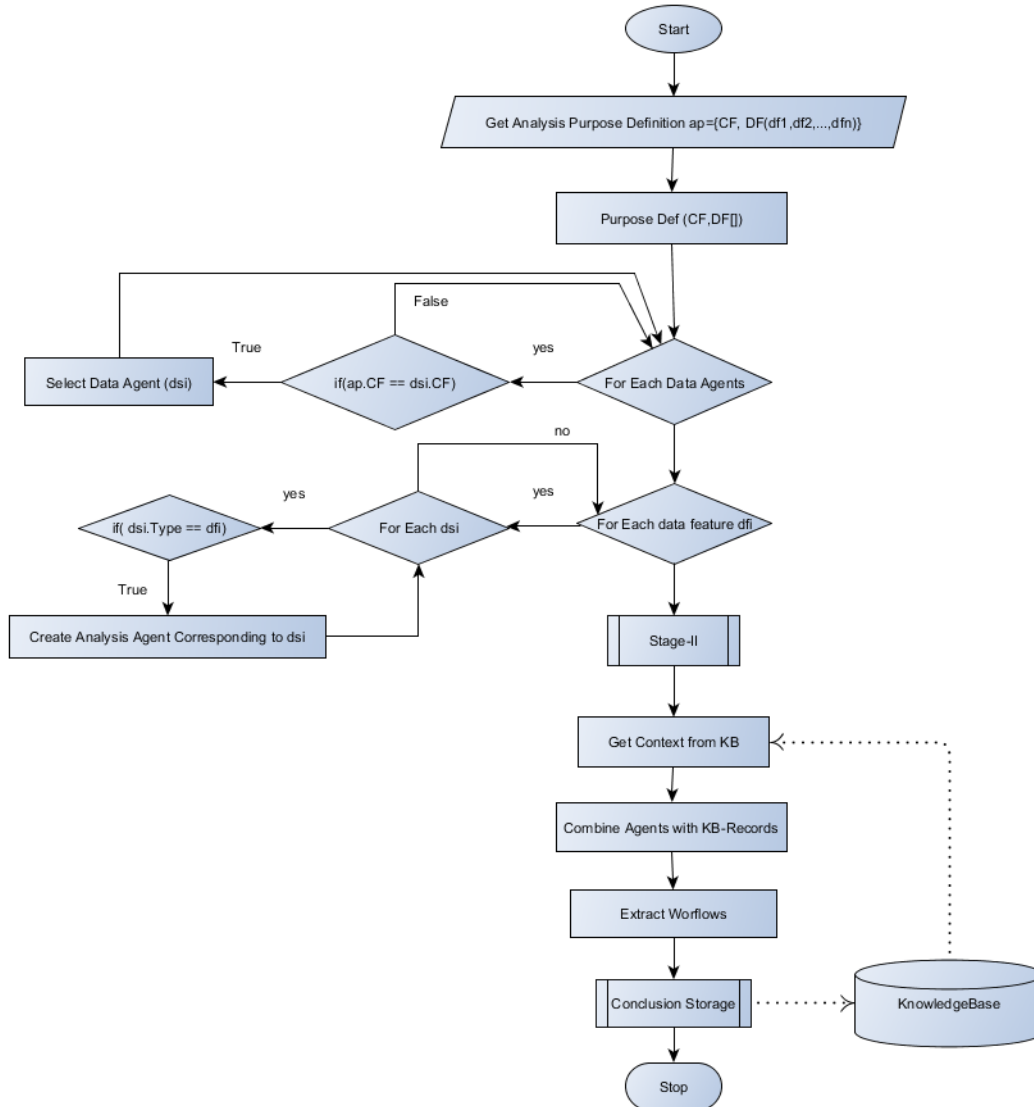 Start
Get Analysis Purpose Definition ap={CF, DF(df1,df2,...,dfn)}
Purpose Def (CF,DF[])
False
True
yes
Select Data Agent (dsi)
if(ap.CF == dsi.CF)
For Each Data Agents
no
yes
yes
if( dsi.Type == dfi)
For Each dsi
For Each data feature dfi
True
Create Analysis Agent Corresponding to dsi
Stage-II
Get Context from KB
Combine Agents with KB-Records
Extract Worflows
Conclusion Storage
KnowledgeBase
Stop